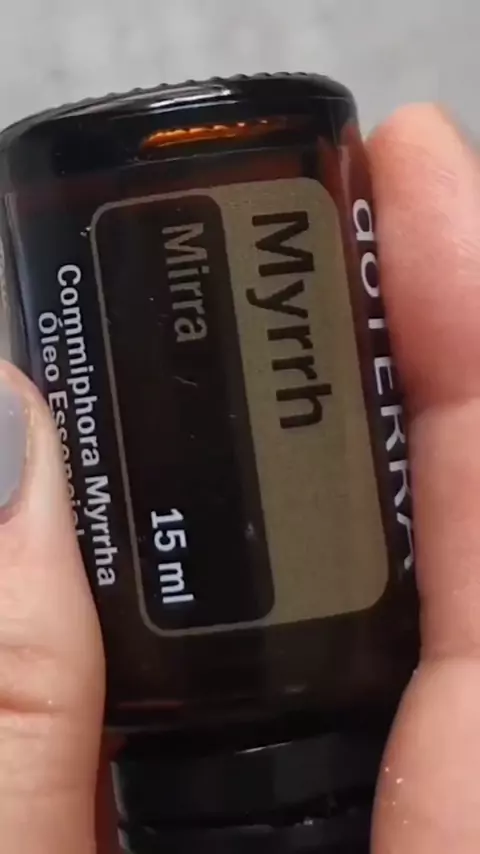 dōTERRA
Myrrh
Mirra
15 ml
Commiphora Myrrha
Óleo Essencial